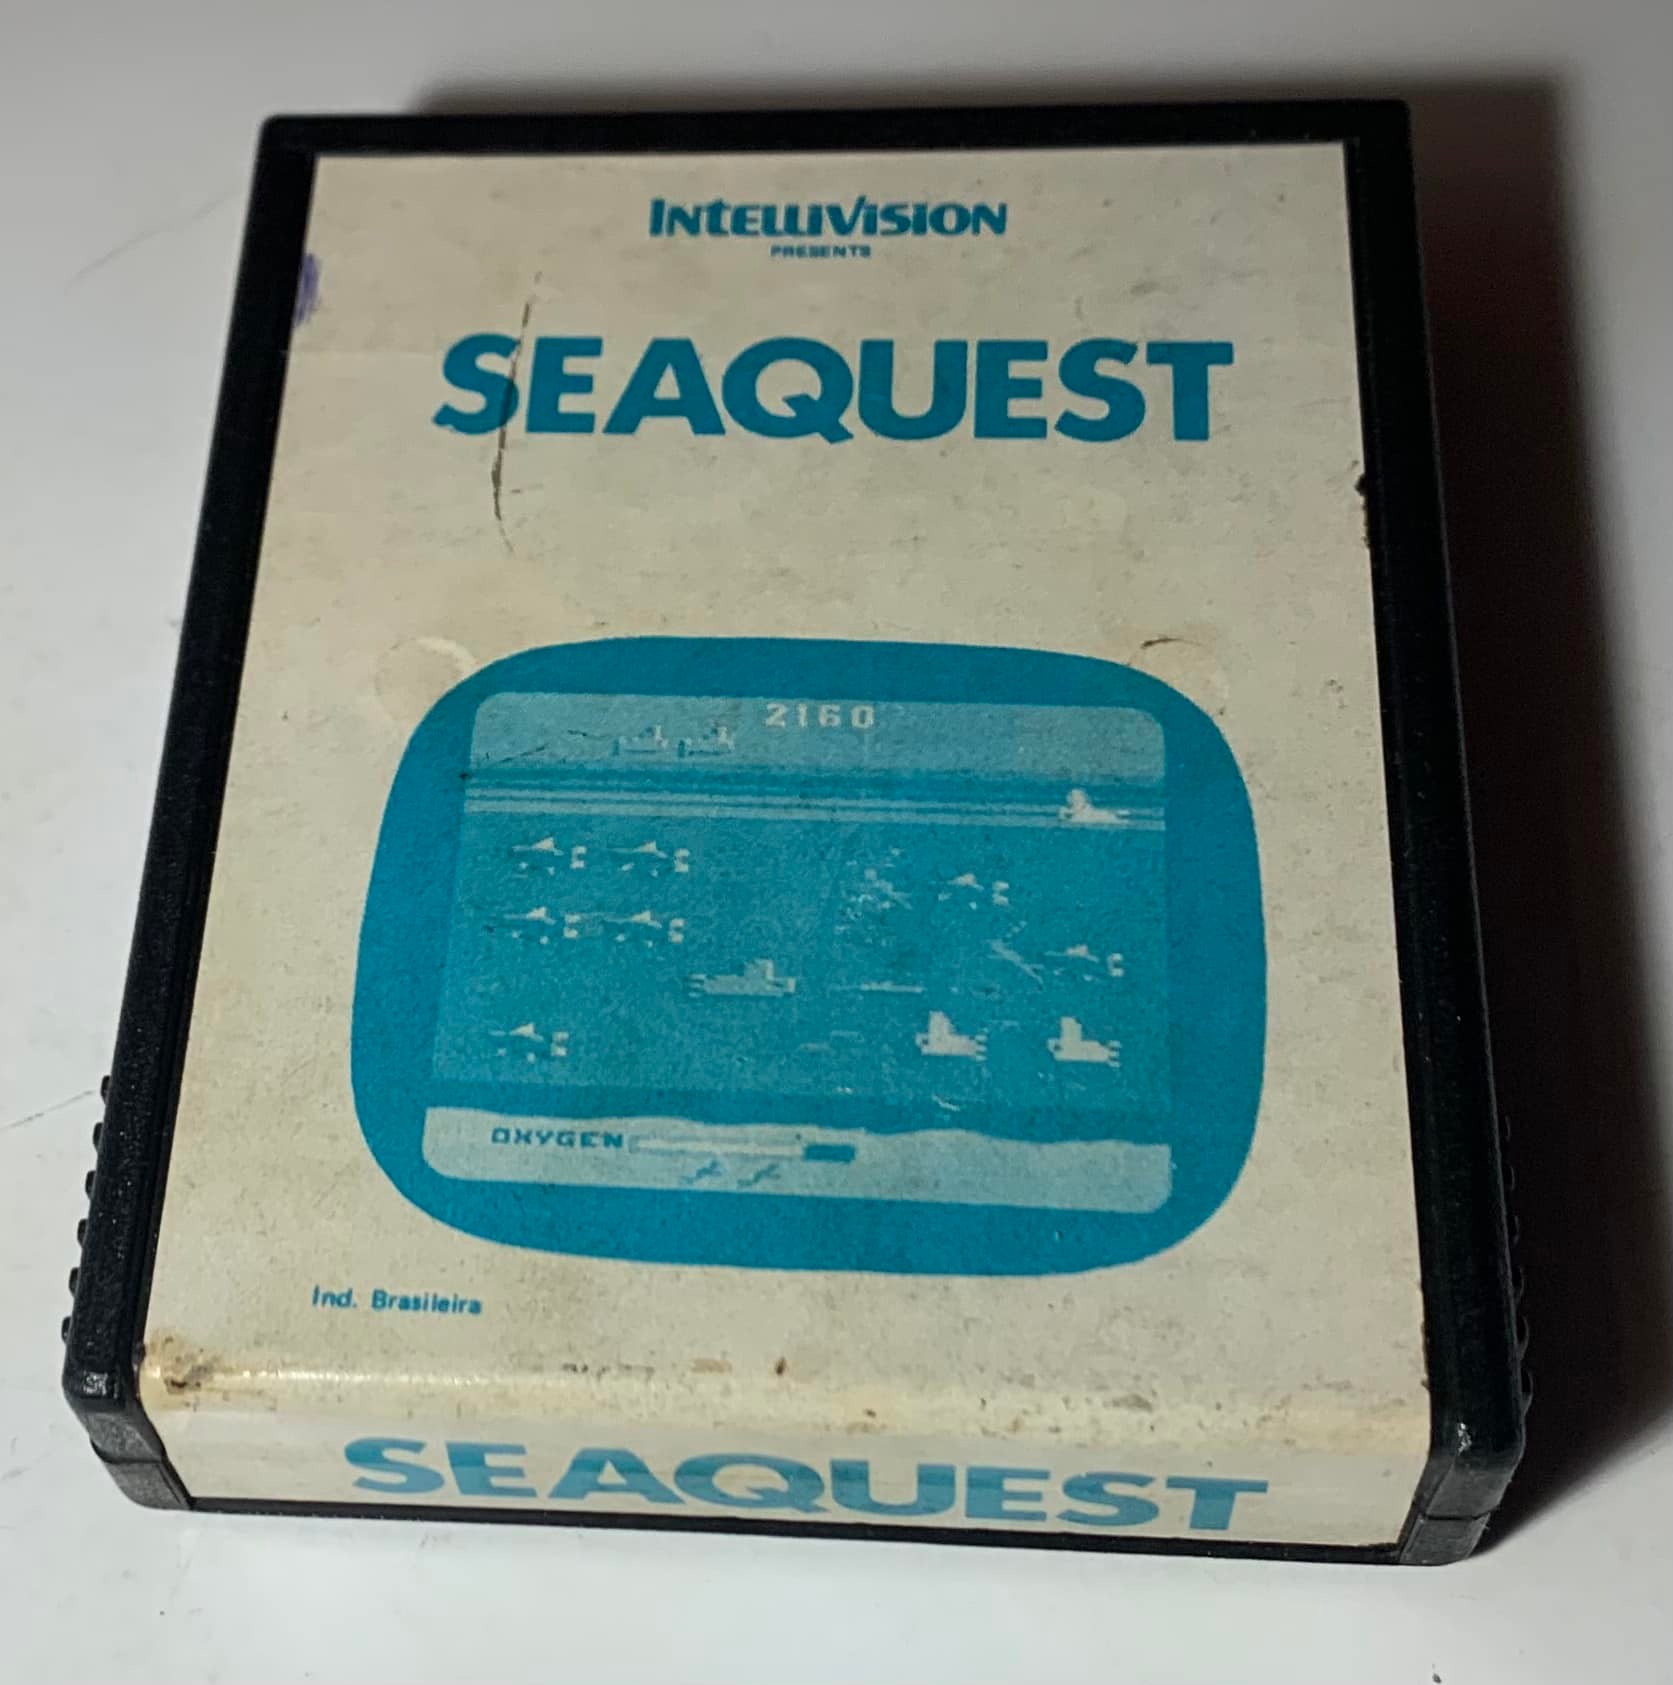 INTELLIVISION
PRESENTS
SEAQUEST
2160
OXYGEN
Ind. Brasileira
SEAQUEST